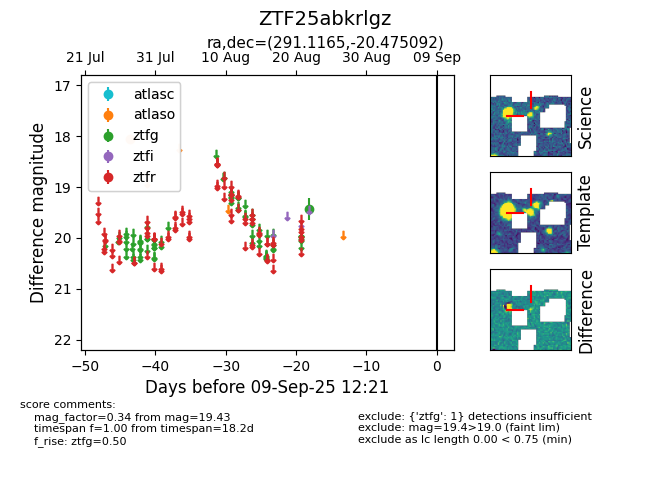 ZTF25abkrlgz
ra,dec=(291.1165,-20.475092)
21 Jul 31 Jul 10 Aug 20 Aug 30 Aug 09 Sep
17
18
19
20
21
22
Difference magnitude
atlasc
atlaso
ztfg
ztfi
ztfr
−50 −40 −30 −20 −10 0
Days before 09-Sep-25 12:21
Science
Template
Difference
score comments:
mag_factor=0.34 from mag=19.43
timespan f=1.00 from timespan=18.2d
f_rise: ztfg=0.50
exclude: {'ztfg': 1} detections insufficient
exclude: mag=19.4>19.0 (faint lim)
exclude as lc length 0.00 < 0.75 (min)